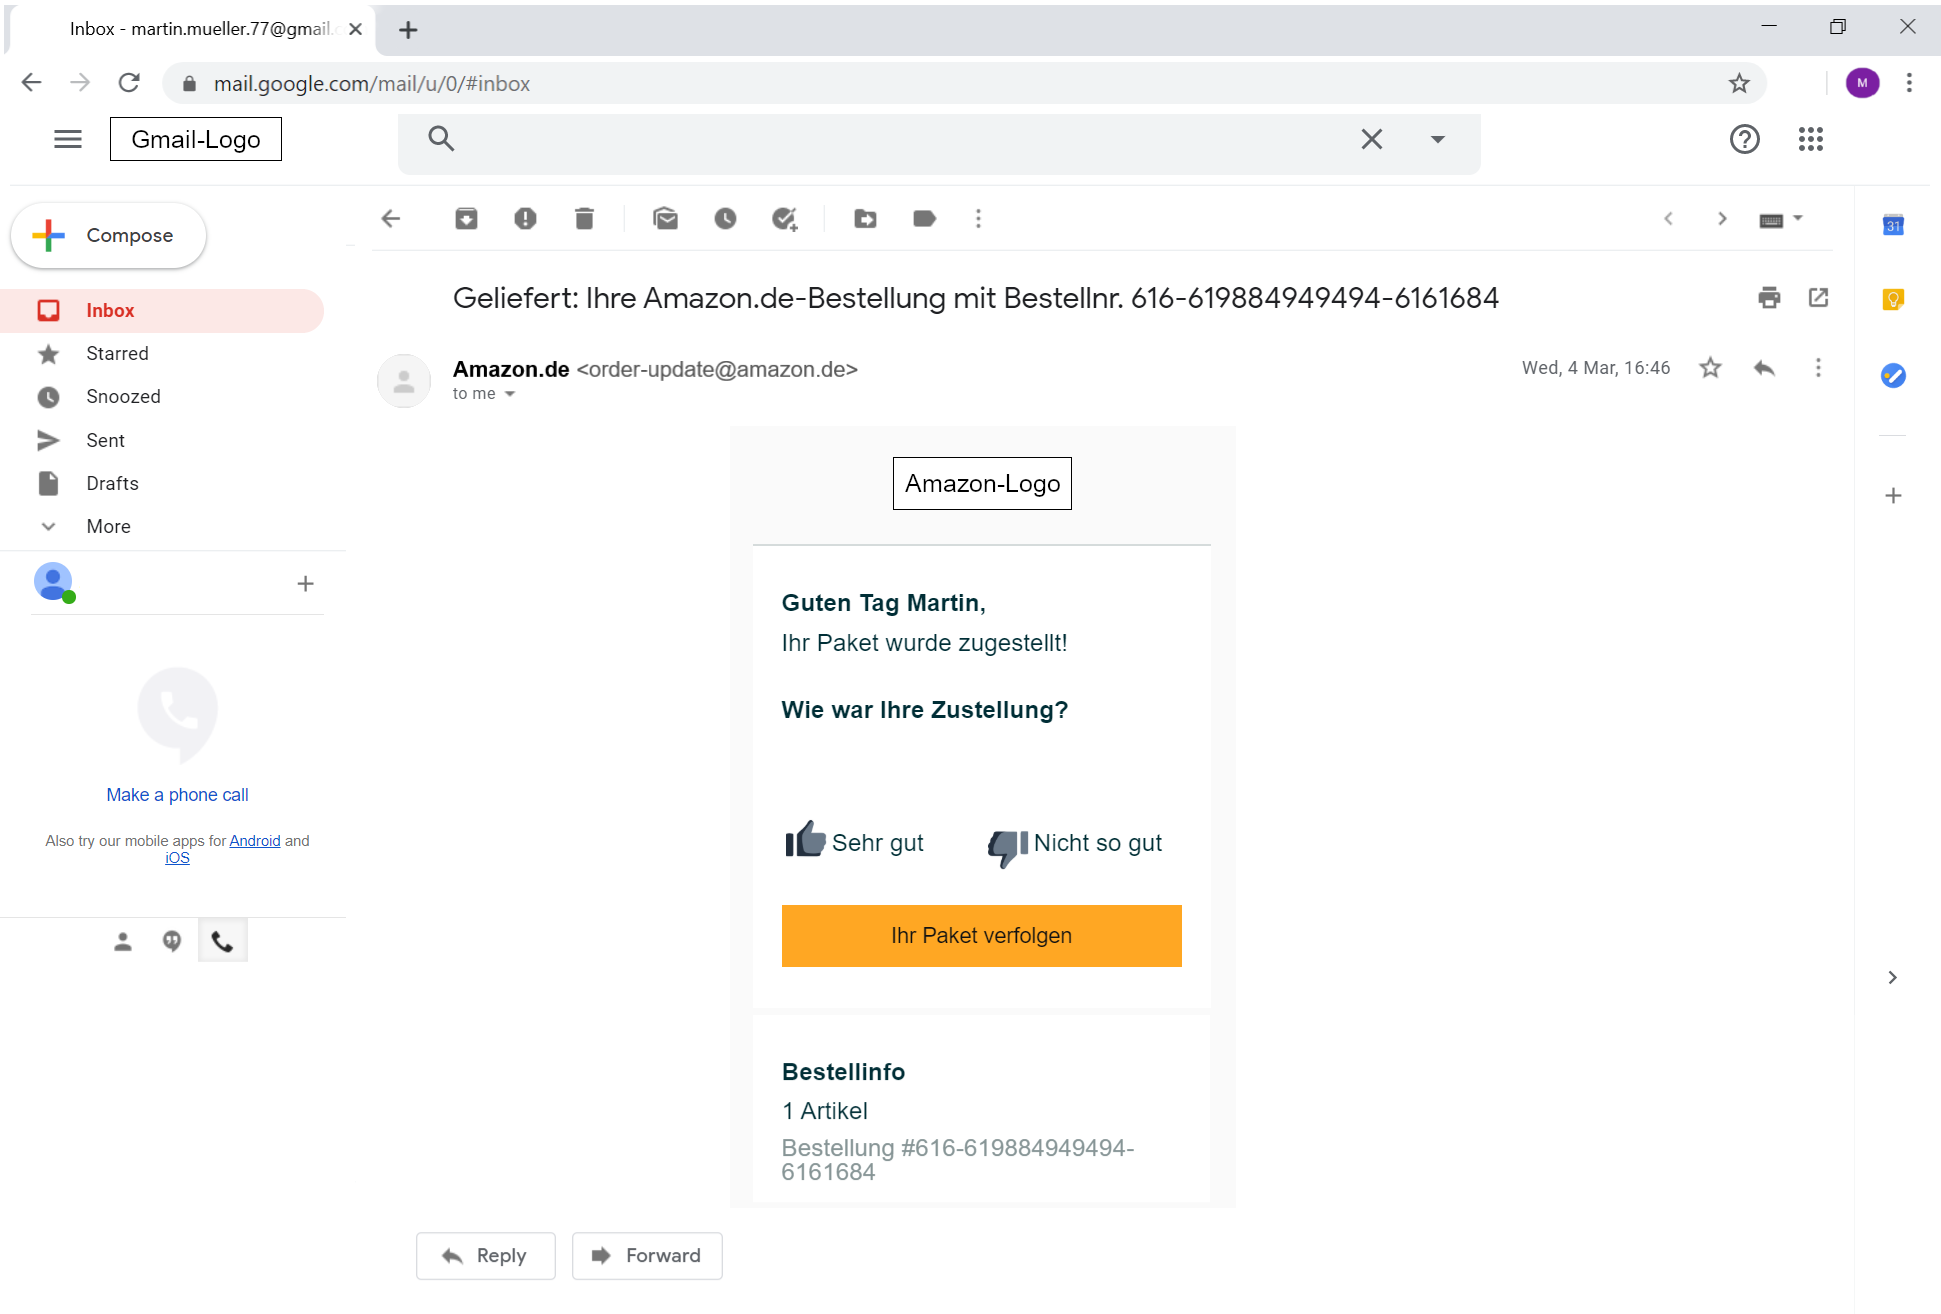 Inbox - martin.mueller.77@gmail.c
mail.google.com/mail/u/0/#inbox
M
Gmail-Logo
Compose
31
Geliefert: Ihre Amazon.de-Bestellung mit Bestellnr. 616-619884949494-6161684
Inbox
Starred
Snoozed
Sent
Drafts
More
Amazon.de <order-update@amazon.de>
Wed, 4 Mar, 16:46
to me
Amazon-Logo
Guten Tag Martin,
Ihr Paket wurde zugestellt!
Wie war Ihre Zustellung?
Sehr gut
Nicht so gut
Ihr Paket verfolgen
Make a phone call
Also try our mobile apps for Android and
iOS
Bestellinfo
1 Artikel
Bestellung #616-619884949494-
6161684
Reply
Forward